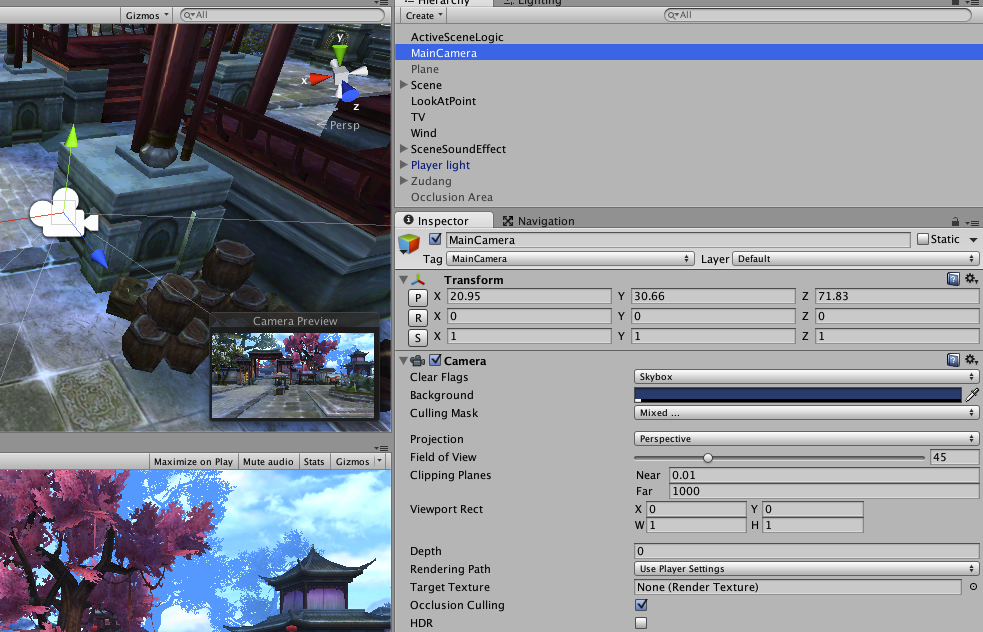 Hierarchy
Lighting
Gizmos
All
Create
All
ActiveSceneLogic
MainCamera
Plane
Scene
LookAtPoint
TV
Wind
SceneSoundEffect
Player light
Zudang
Occlusion Area
y
x
z
Persp
Camera Preview
Maximize on Play
Mute audio
Stats
Gizmos
Inspector
Navigation
MainCamera
Static
Tag MainCamera Layer Default
Transform
P X 20.95 Y 30.66 Z 71.83
R X 0 Y 0 Z 0
S X 1 Y 1 Z 1
Camera
Clear Flags Skybox
Background
Culling Mask Mixed ...
Projection Perspective
Field of View 45
Clipping Planes Near 0.01
Far 1000
Viewport Rect X 0 Y 0
W 1 H 1
Depth 0
Rendering Path Use Player Settings
Target Texture None (Render Texture)
Occlusion Culling
HDR